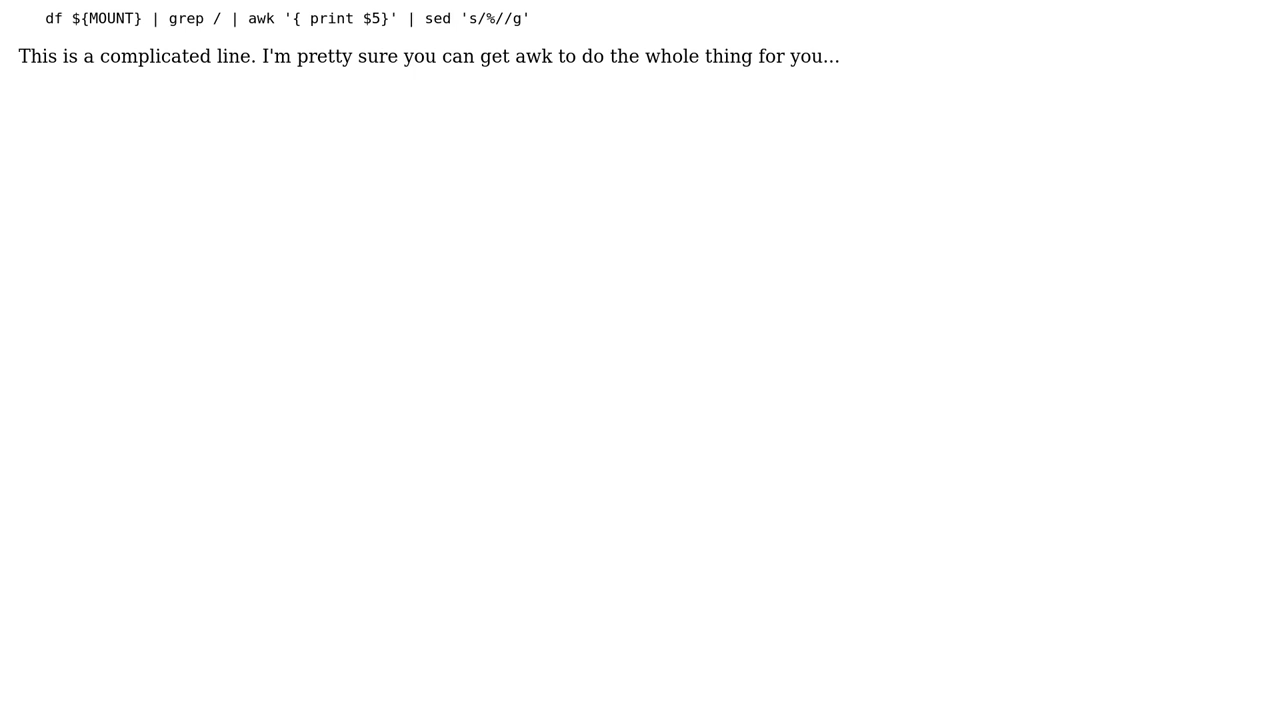 df ${MOUNT} | grep / | awk '{ print $5}' | sed 's/%//g'
This is a complicated line. I'm pretty sure you can get awk to do the whole thing for you...